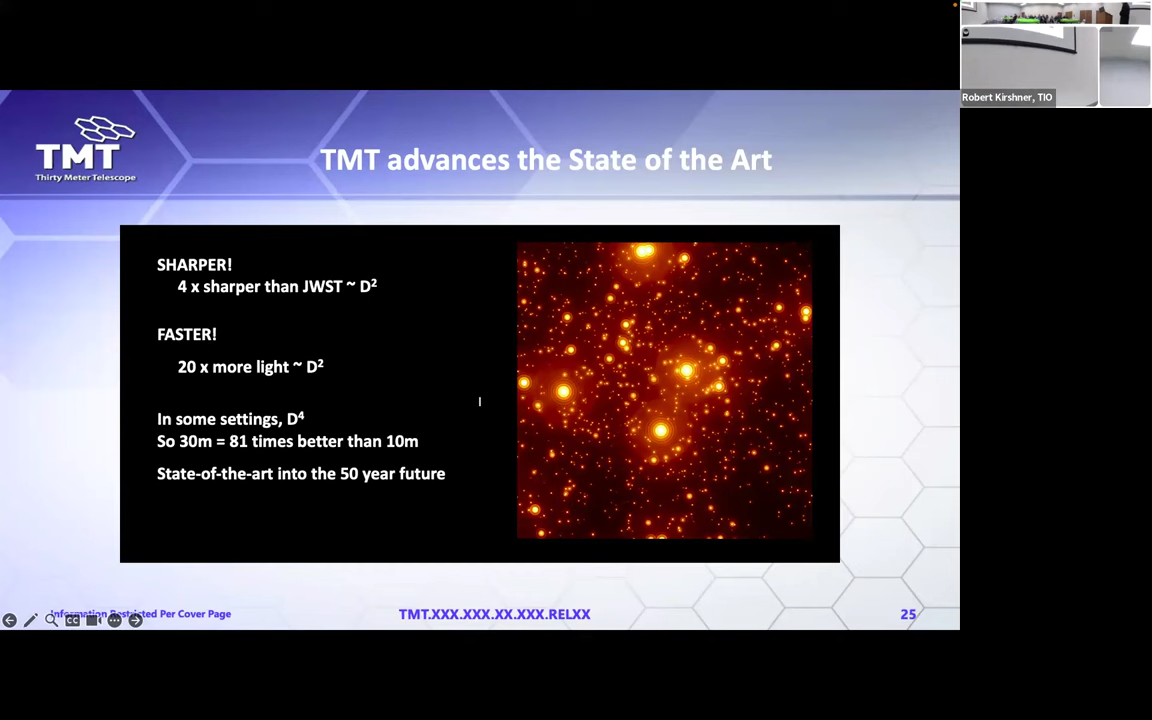 Robert Kirshner, TIO
TMT
Thirty Meter Telescope
TMT advances the State of the Art
SHARPER!
4 x sharper than JWST ~ D²
FASTER!
20 x more light ~ D²
In some settings, D⁴
So 30m = 81 times better than 10m
State-of-the-art into the 50 year future
Information Restricted Per Cover Page
TMT.XXX.XXX.XX.XXX.RELXX
25
CC